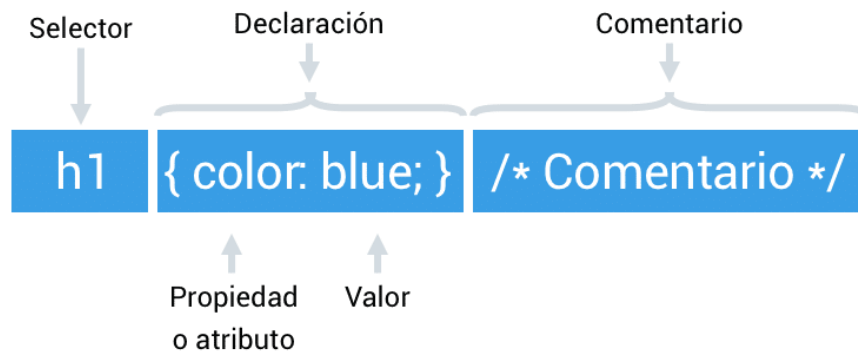 Selector
Declaración
Comentario
h1
{ color: blue; }
/* Comentario */
Propiedad
o atributo
Valor